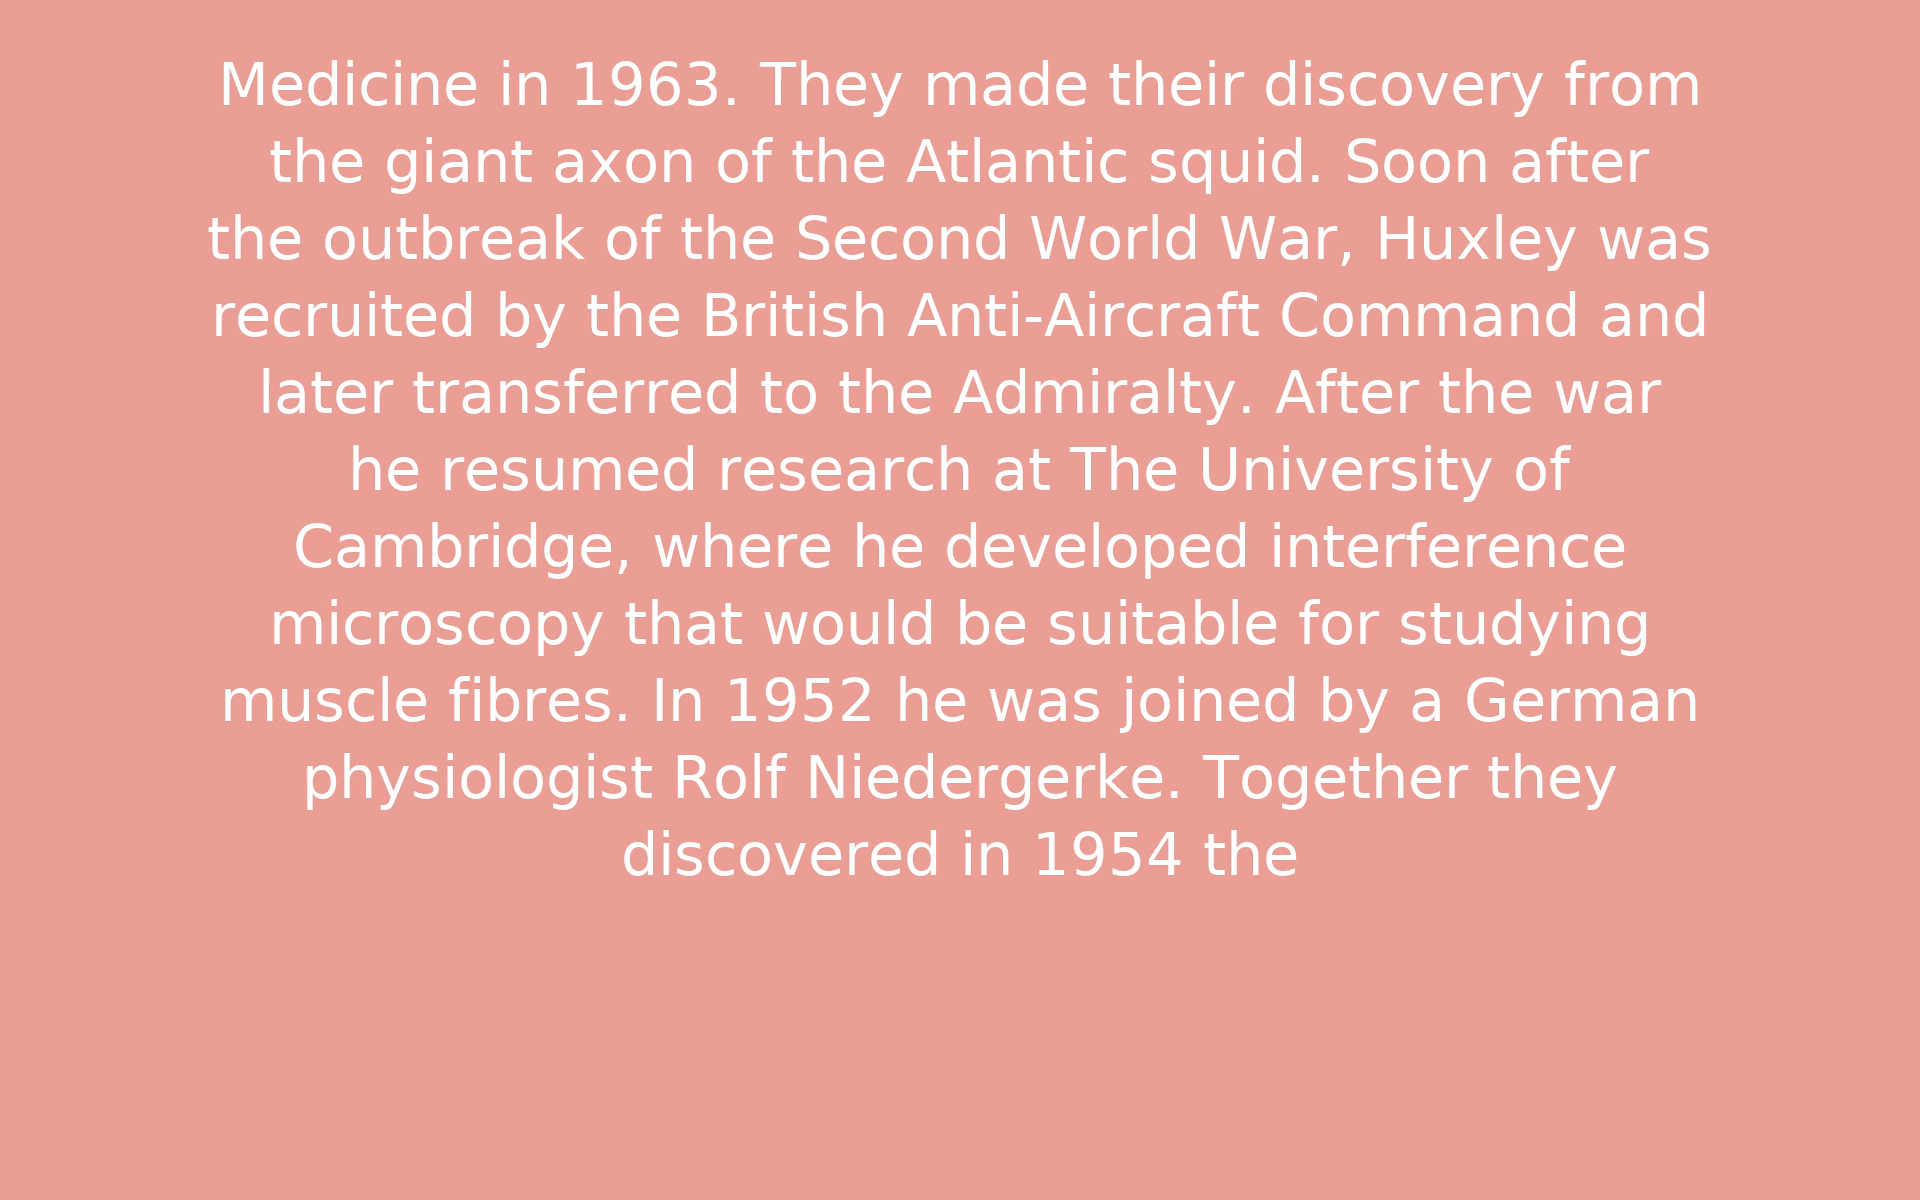 Medicine in 1963. They made their discovery from
the giant axon of the Atlantic squid. Soon after
the outbreak of the Second World War, Huxley was
recruited by the British Anti-Aircraft Command and
later transferred to the Admiralty. After the war
he resumed research at The University of
Cambridge, where he developed interference
microscopy that would be suitable for studying
muscle fibres. In 1952 he was joined by a German
physiologist Rolf Niedergerke. Together they
discovered in 1954 the